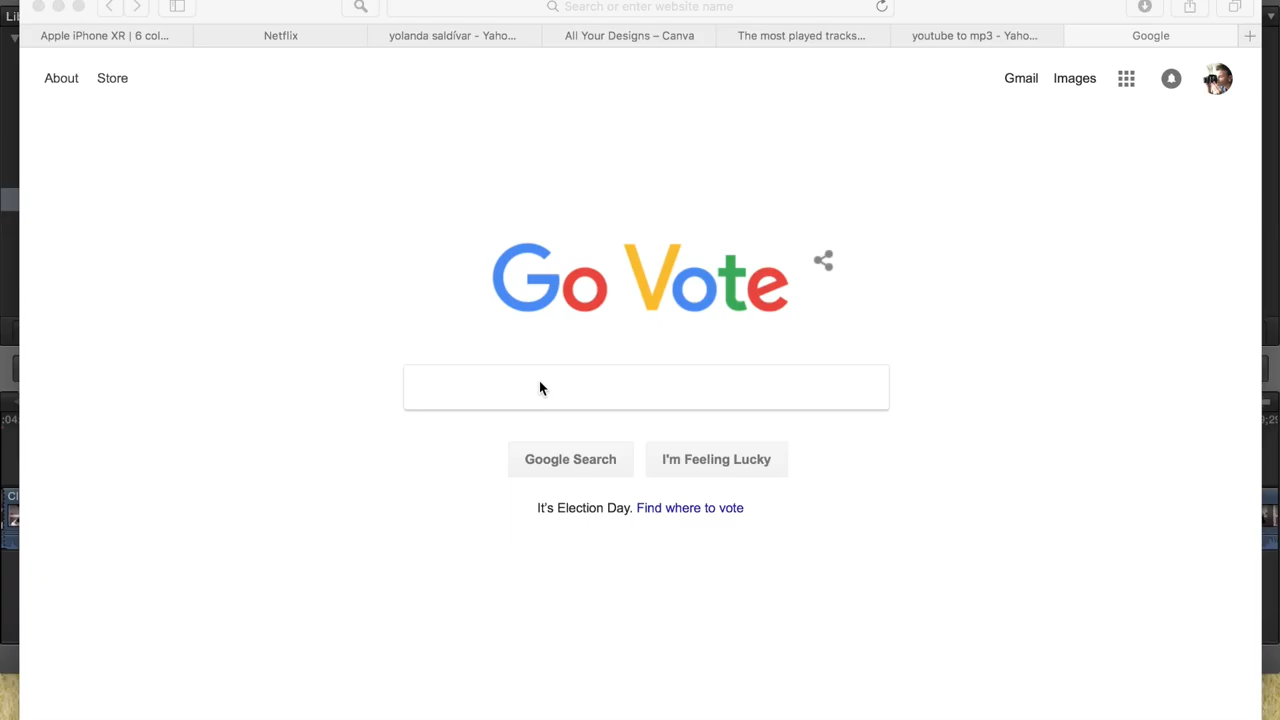 Search or enter website name
Apple iPhone XR | 6 col...
Netflix
yolanda saldívar - Yaho...
All Your Designs – Canva
The most played tracks...
youtube to mp3 - Yaho...
Google
About
Store
Gmail
Images
Go Vote
Google Search
I'm Feeling Lucky
It's Election Day. Find where to vote